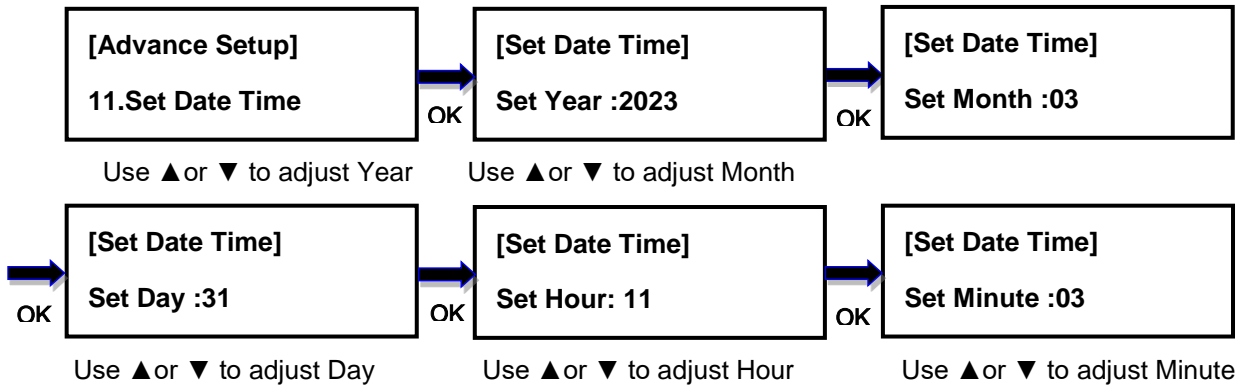 [Advance Setup]
11.Set Date Time
OK
[Set Date Time]
Set Year :2023
OK
[Set Date Time]
Set Month :03
Use ▲or ▼ to adjust Year
Use ▲or ▼ to adjust Month
OK
[Set Date Time]
Set Day :31
OK
[Set Date Time]
Set Hour: 11
OK
[Set Date Time]
Set Minute :03
Use ▲or ▼ to adjust Day
Use ▲or ▼ to adjust Hour
Use ▲or ▼ to adjust Minute